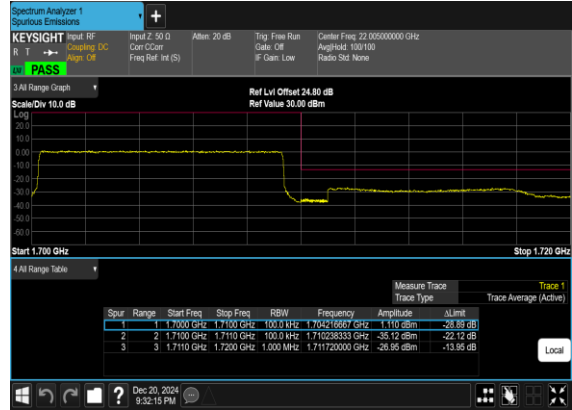 Spectrum Analyzer 1
Spurious Emissions
+
KEYSIGHT Input: RF Input Z: 50 Ω Atten: 20 dB Trig: Free Run Center Freq: 22.005000000 GHz
R T Coupling: DC Corr CCorr Gate: Off Avg|Hold: 100/100
Align: Off Freq Ref: Int (S) IF Gain: Low Radio Std: None
PASS
3 All Range Graph
Ref Lvl Offset 24.80 dB
Scale/Div 10.0 dB Ref Value 30.00 dBm
Log
20.0
10.0
0.00
-10.0
-20.0
-30.0
-40.0
-50.0
-60.0
Start 1.700 GHz Stop 1.720 GHz
4 All Range Table
Measure Trace Trace 1
Trace Type Trace Average (Active)
Spur Range Start Freq Stop Freq RBW Frequency Amplitude ΔLimit
1 1 1.7000 GHz 1.7100 GHz 100.0 kHz 1.704216667 GHz 1.110 dBm -28.89 dB
2 2 1.7100 GHz 1.7110 GHz 100.0 kHz 1.710238333 GHz -35.12 dBm -22.12 dB
3 3 1.7110 GHz 1.7200 GHz 1.000 MHz 1.711720000 GHz -26.95 dBm -13.95 dB
Local
? Dec 20, 2024
9:32:15 PM